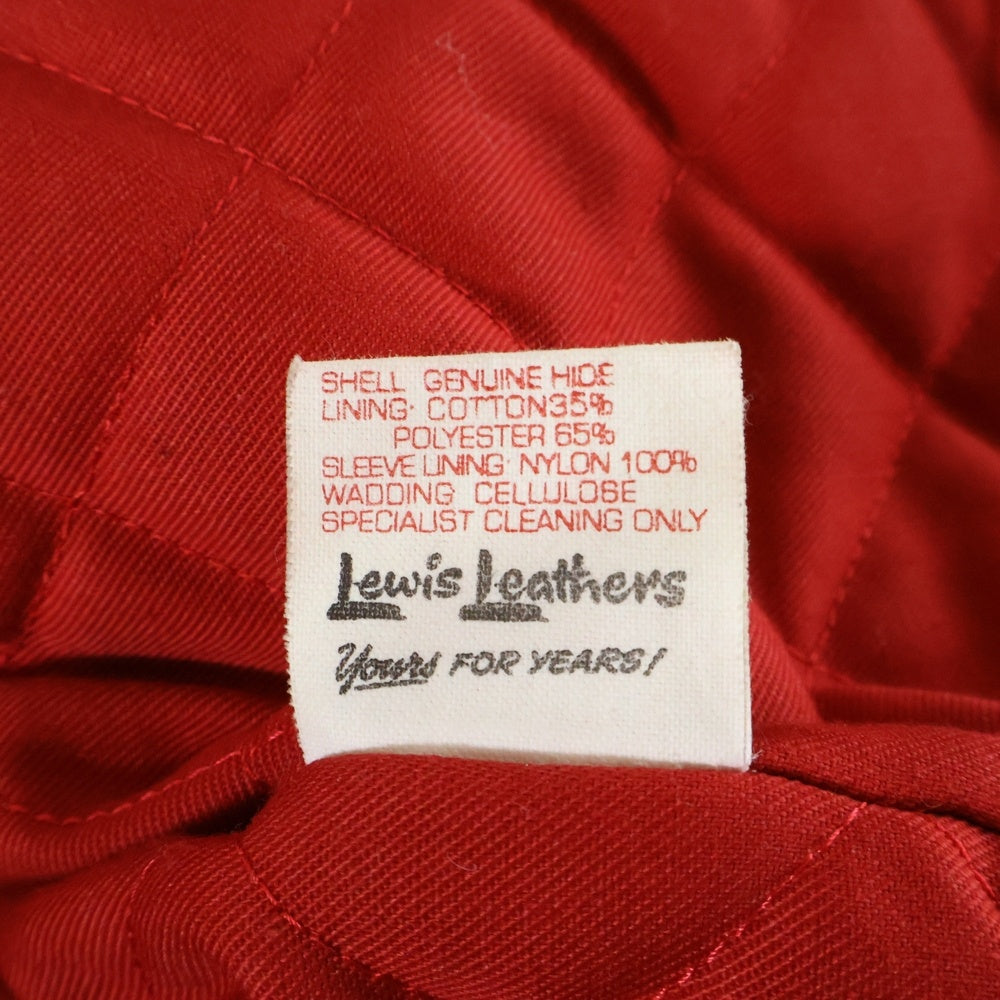 SHELL GENUINE HIDE
LINING· COTTON35%
POLYESTER 65%
SLEEVE LINING· NYLON 100%
WADDING CELLULOSE
SPECIALIST CLEANING ONLY
Lewis Leathers
Yours FOR YEARS!